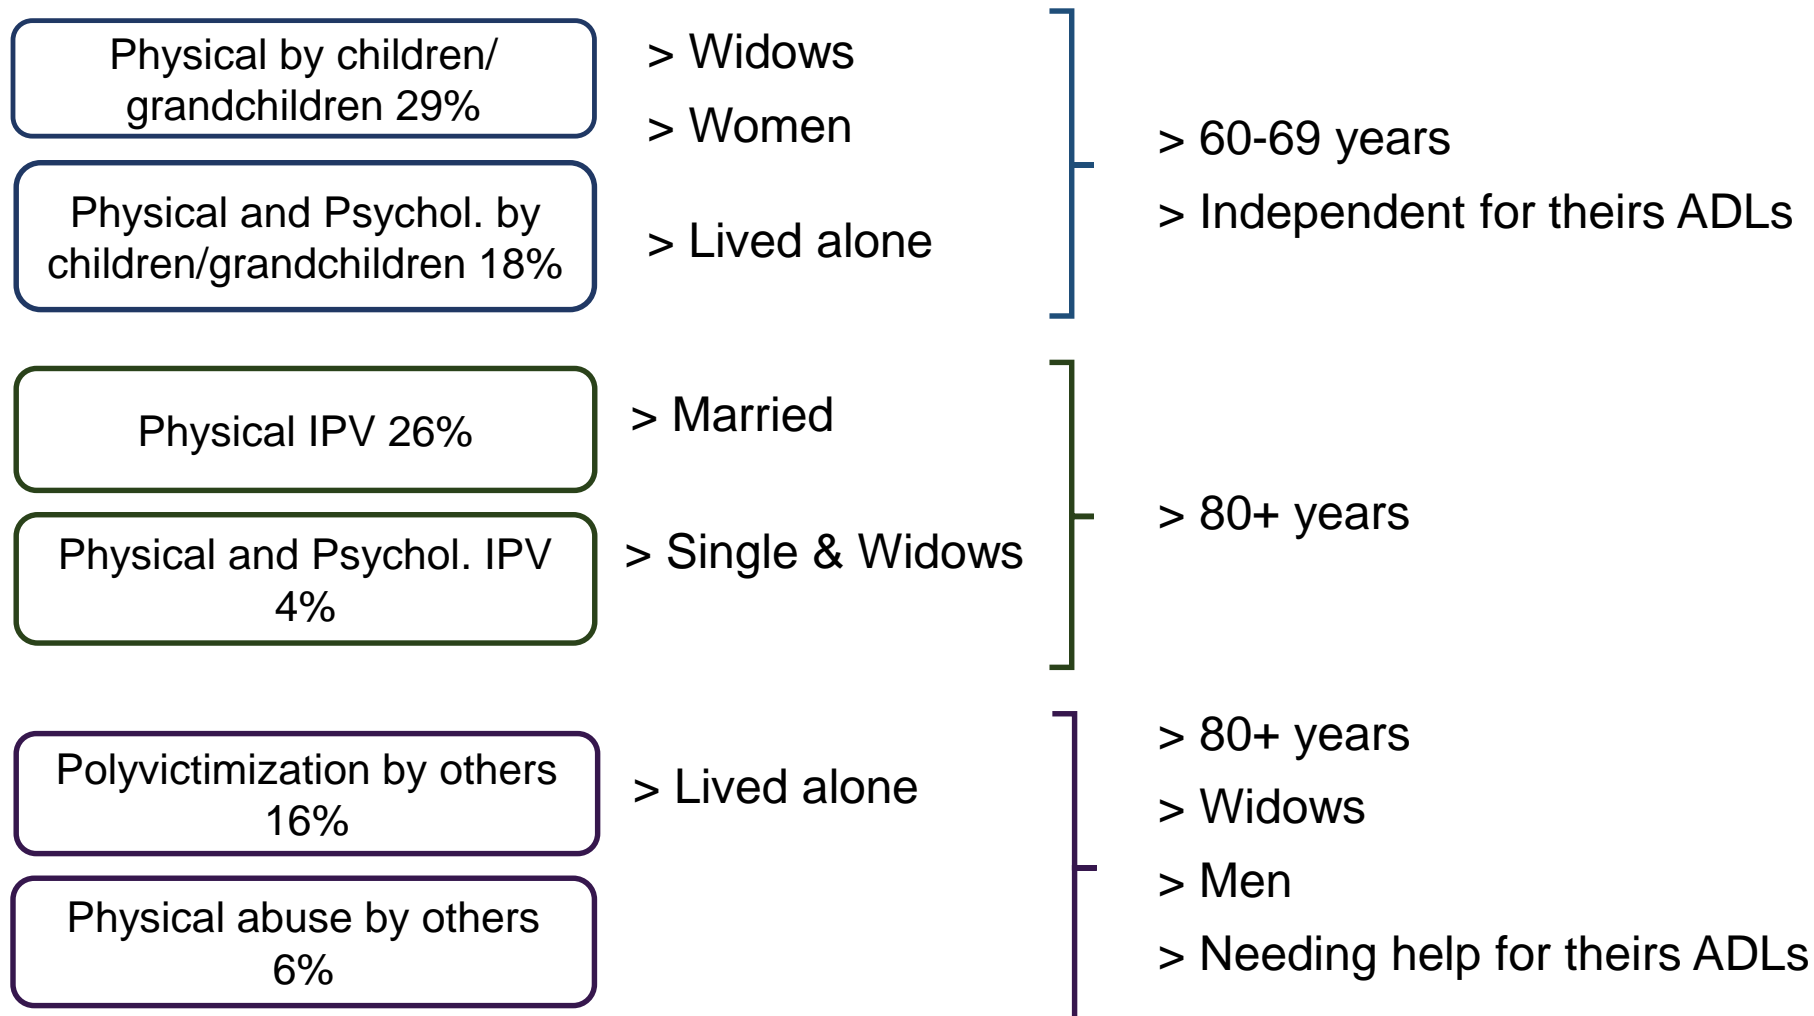 Physical by children/
grandchildren 29%
> Widows
> Women
Physical and Psychol. by
children/grandchildren 18%
> Lived alone
> 60-69 years
> Independent for theirs ADLs
Physical IPV 26%
> Married
Physical and Psychol. IPV
4%
> Single & Widows
> 80+ years
Polyvictimization by others
16%
> Lived alone
Physical abuse by others
6%
> 80+ years
> Widows
> Men
> Needing help for theirs ADLs